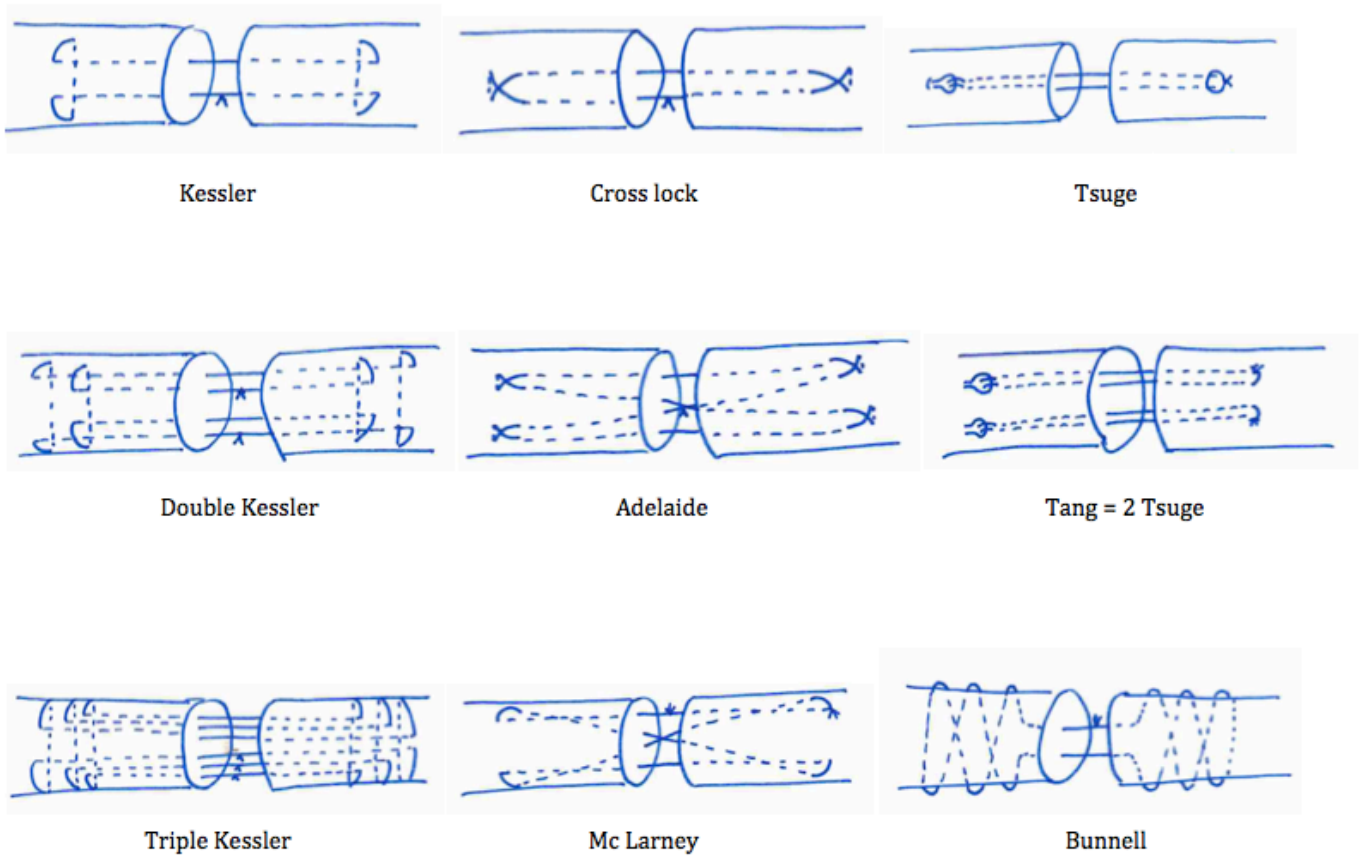 Kessler
Cross lock
Tsuge
Double Kessler
Adelaide
Tang = 2 Tsuge
Triple Kessler
Mc Larney
Bunnell